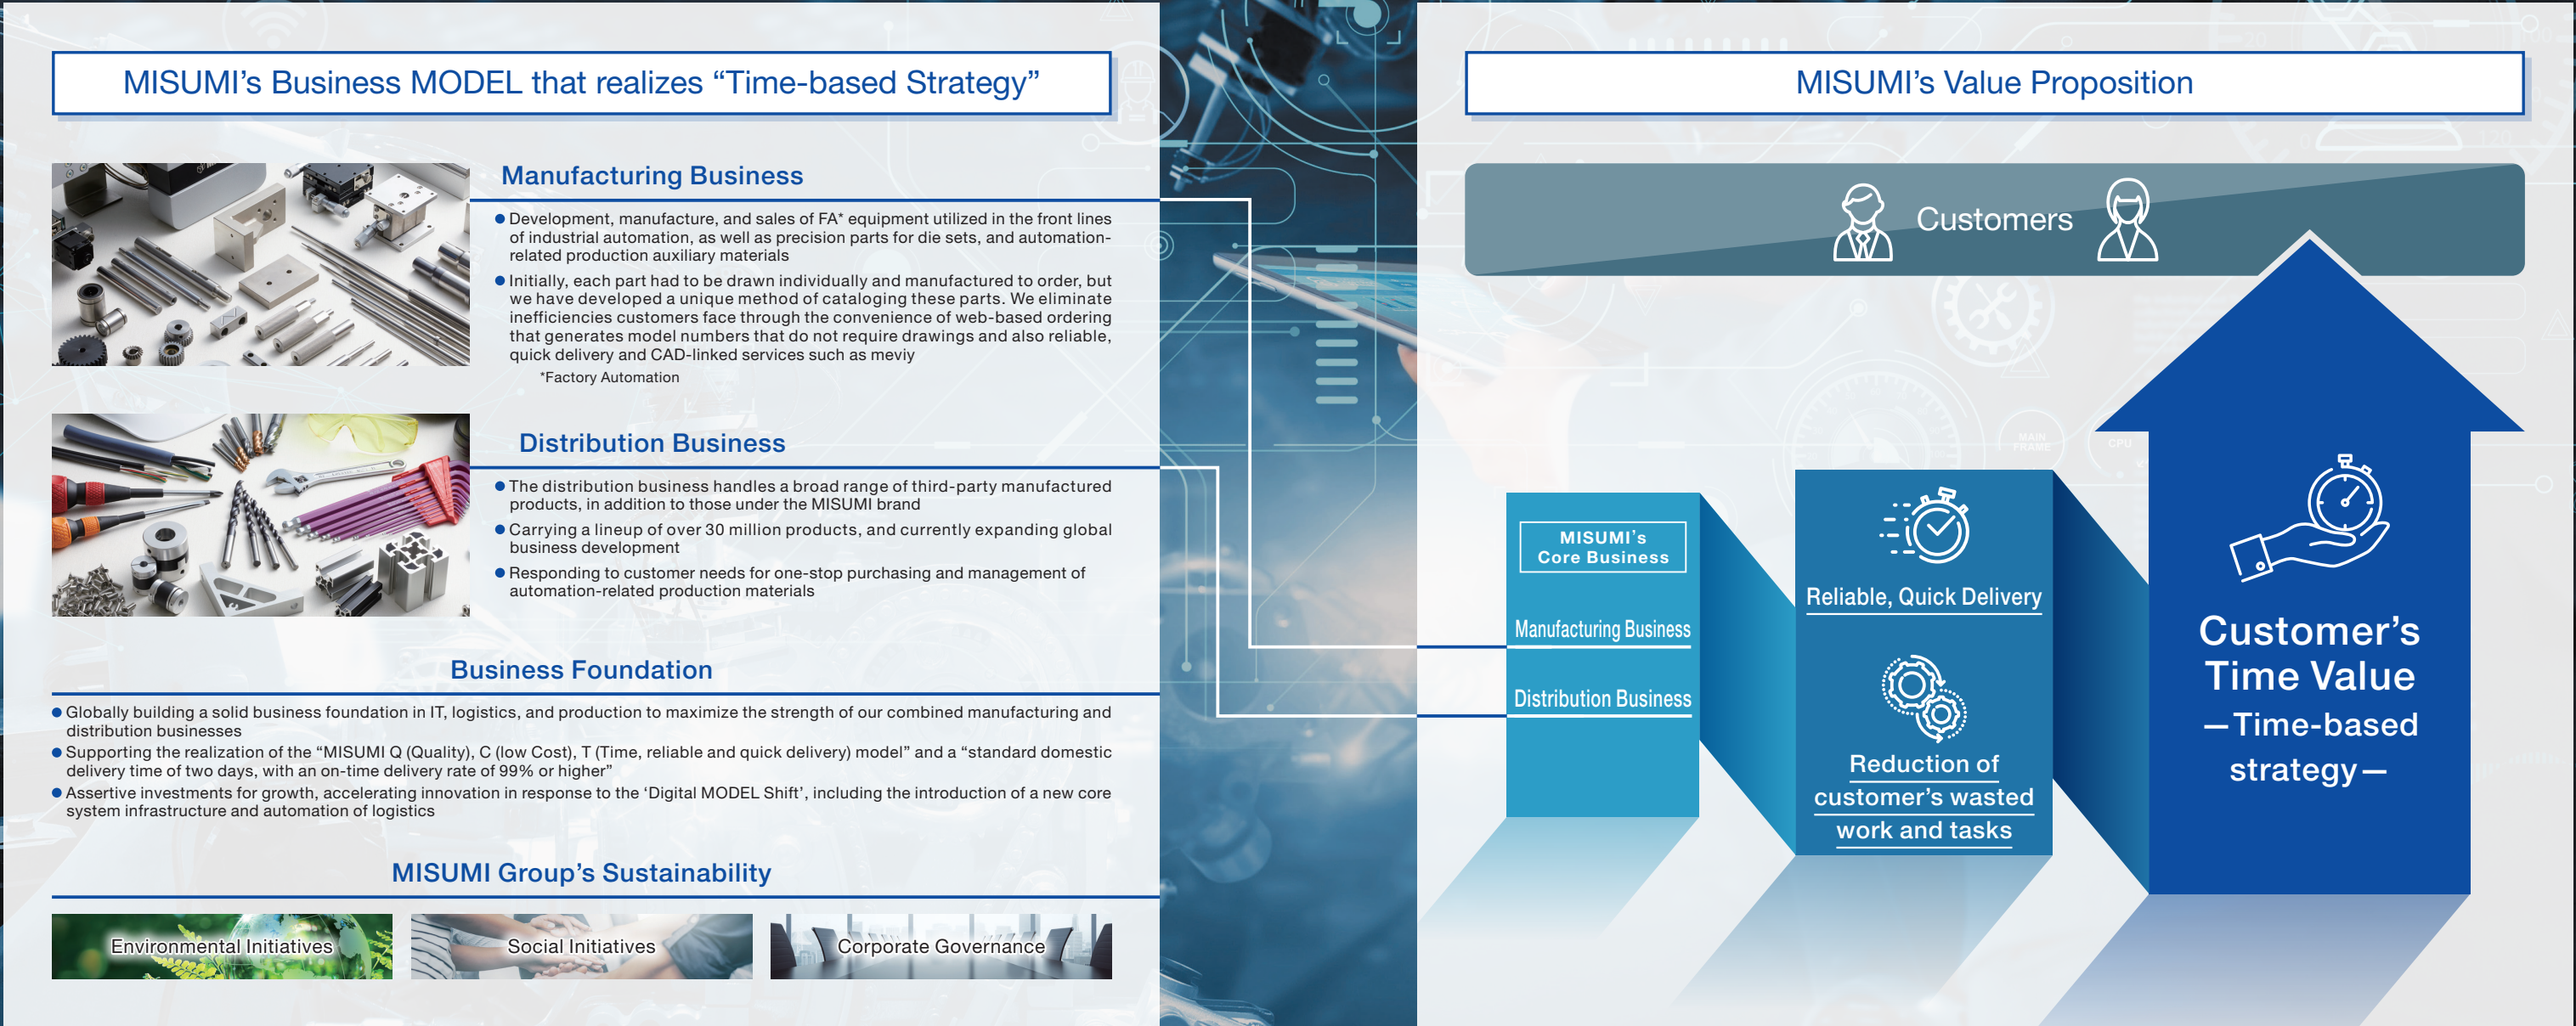 MISUMI’s Business MODEL that realizes “Time-based Strategy”
Manufacturing Business
● Development, manufacture, and sales of FA* equipment utilized in the front lines
of industrial automation, as well as precision parts for die sets, and automation-
related production auxiliary materials
● Initially, each part had to be drawn individually and manufactured to order, but
we have developed a unique method of cataloging these parts. We eliminate
inefficiencies customers face through the convenience of web-based ordering
that generates model numbers that do not require drawings and also reliable,
quick delivery and CAD-linked services such as meviy
*Factory Automation
Distribution Business
● The distribution business handles a broad range of third-party manufactured
products, in addition to those under the MISUMI brand
● Carrying a lineup of over 30 million products, and currently expanding global
business development
● Responding to customer needs for one-stop purchasing and management of
automation-related production materials
Business Foundation
● Globally building a solid business foundation in IT, logistics, and production to maximize the strength of our combined manufacturing and
distribution businesses
● Supporting the realization of the “MISUMI Q (Quality), C (low Cost), T (Time, reliable and quick delivery) model” and a “standard domestic
delivery time of two days, with an on-time delivery rate of 99% or higher”
● Assertive investments for growth, accelerating innovation in response to the ‘Digital MODEL Shift’, including the introduction of a new core
system infrastructure and automation of logistics
MISUMI Group’s Sustainability
Environmental Initiatives
Social Initiatives
Corporate Governance
MISUMI’s Value Proposition
Customers
MISUMI’s
Core Business
Manufacturing Business
Distribution Business
Reliable, Quick Delivery
Reduction of
customer’s wasted
work and tasks
Customer’s
Time Value
—Time-based
strategy—
MAIN
FRAME
CPU
20
0
120